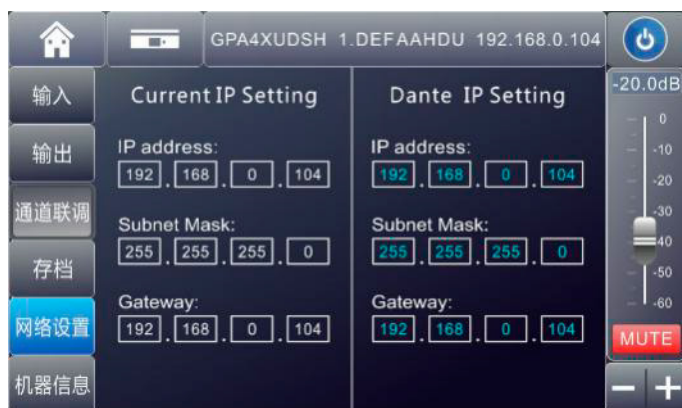 GPA4XUDSH 1.DEFAAHDU 192.168.0.104
输入
输出
通道联调
存档
网络设置
机器信息
Current IP Setting
IP address:
192 . 168 . 0 . 104
Subnet Mask:
255 . 255 . 255 . 0
Gateway:
192 . 168 . 0 . 104
Dante IP Setting
IP address:
192 . 168 . 0 . 104
Subnet Mask:
255 . 255 . 255 . 0
Gateway:
192 . 168 . 0 . 104
-20.0dB
0
-10
-20
-30
-40
-50
-60
MUTE
− +